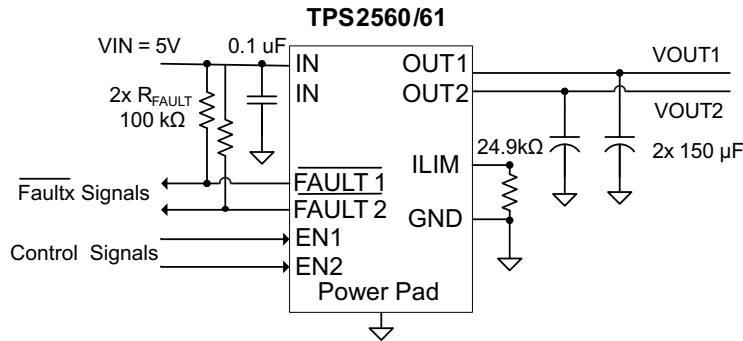 TPS2560/61
VIN = 5V
0.1 uF
IN
IN
OUT1
OUT2
VOUT1
VOUT2
2x RFAULT
100 kΩ
24.9kΩ
2x 150 µF
ILIM
GND
Faultx Signals
FAULT 1
FAULT 2
Control Signals
EN1
EN2
Power Pad